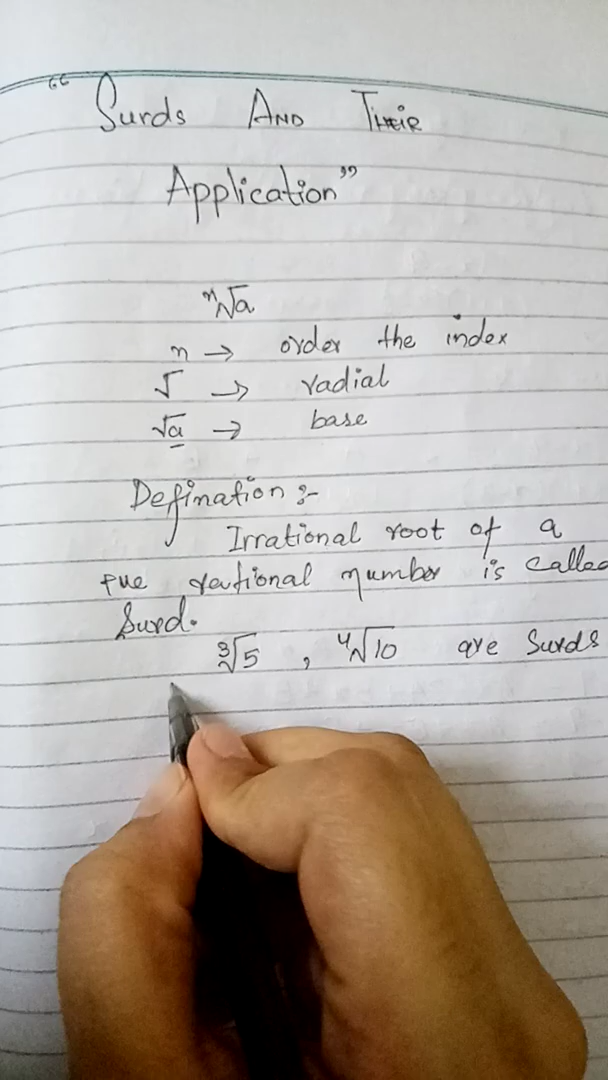 “Surds AND THEIR
Application”
ⁿ√a
n → order the index
√ → radial
√a → base
Defination :-
Irrational root of a
+ve rational number is called
Surd.
³√5 , ⁴√10 are Surds